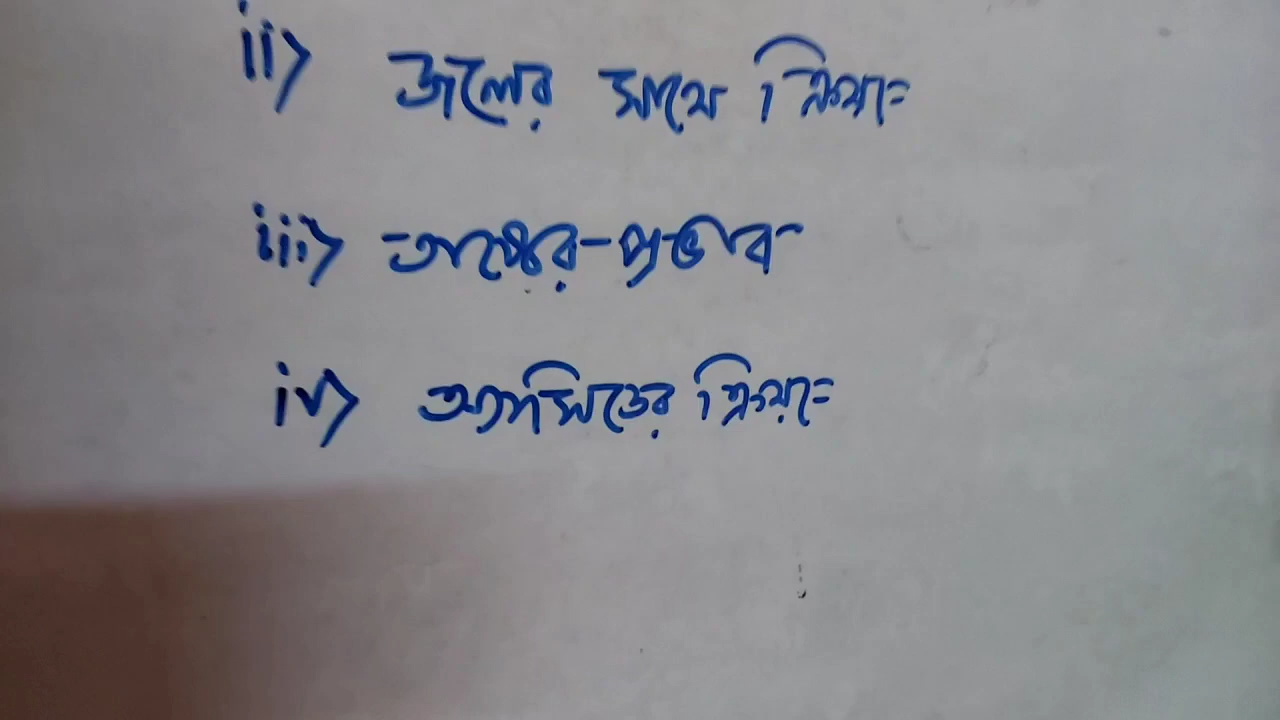 ii> জলের সাথে ক্রিয়া
iii> তাপের প্রভাব
iv> অ্যাসিডের ক্রিয়া